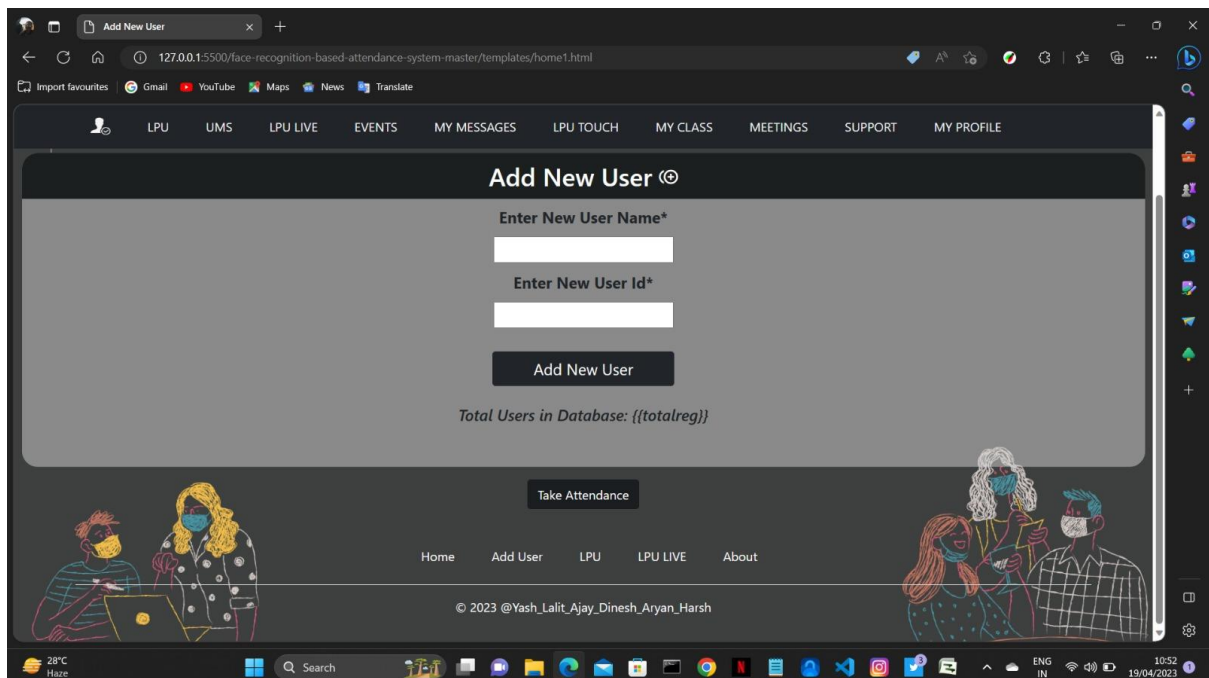 Add New User
127.0.0.1:5500/face-recognition-based-attendance-system-master/templates/home1.html
Import favourites Gmail YouTube Maps News Translate
LPU UMS LPU LIVE EVENTS MY MESSAGES LPU TOUCH MY CLASS MEETINGS SUPPORT MY PROFILE
Add New User
Enter New User Name*
Enter New User Id*
Add New User
Total Users in Database: {{totalreg}}
Take Attendance
Home Add User LPU LPU LIVE About
© 2023 @Yash_Lalit_Ajay_Dinesh_Aryan_Harsh
28°C
Haze
Search
3
ENG
IN
10:52
19/04/2023
1